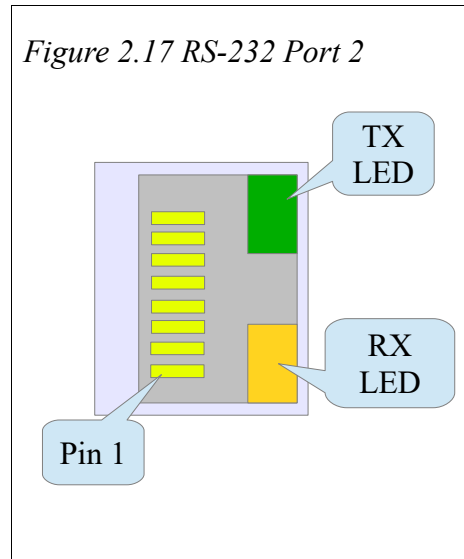 Figure 2.17 RS-232 Port 2
TX
LED
RX
LED
Pin 1